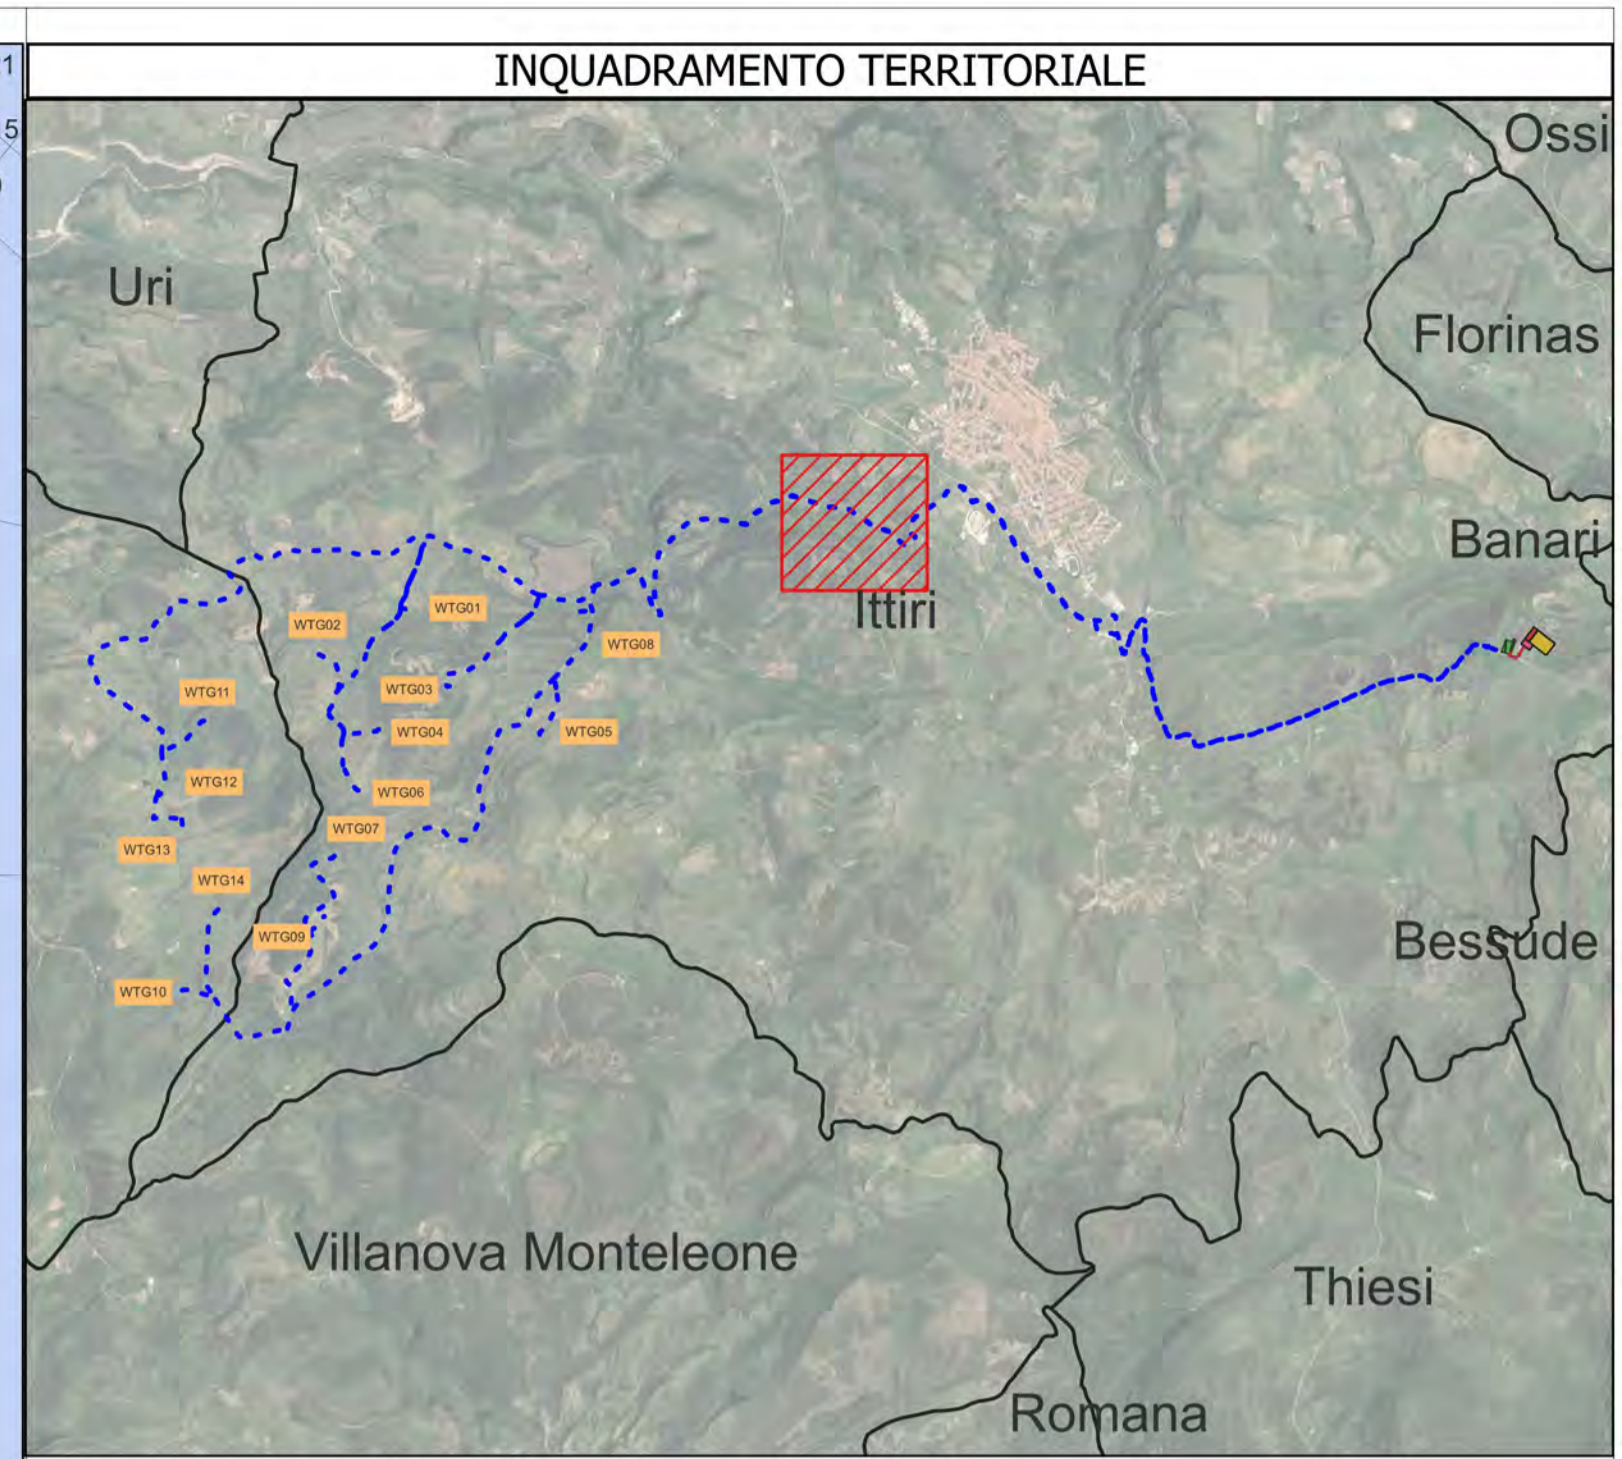 INQUADRAMENTO TERRITORIALE
Ossi
Uri
Florinas
Banari
Ittiri
WTG01
WTG02
WTG08
WTG03
WTG11
WTG04
WTG05
WTG12
WTG06
WTG07
WTG13
WTG14
WTG09
Bessude
WTG10
Villanova Monteleone
Thiesi
Romana